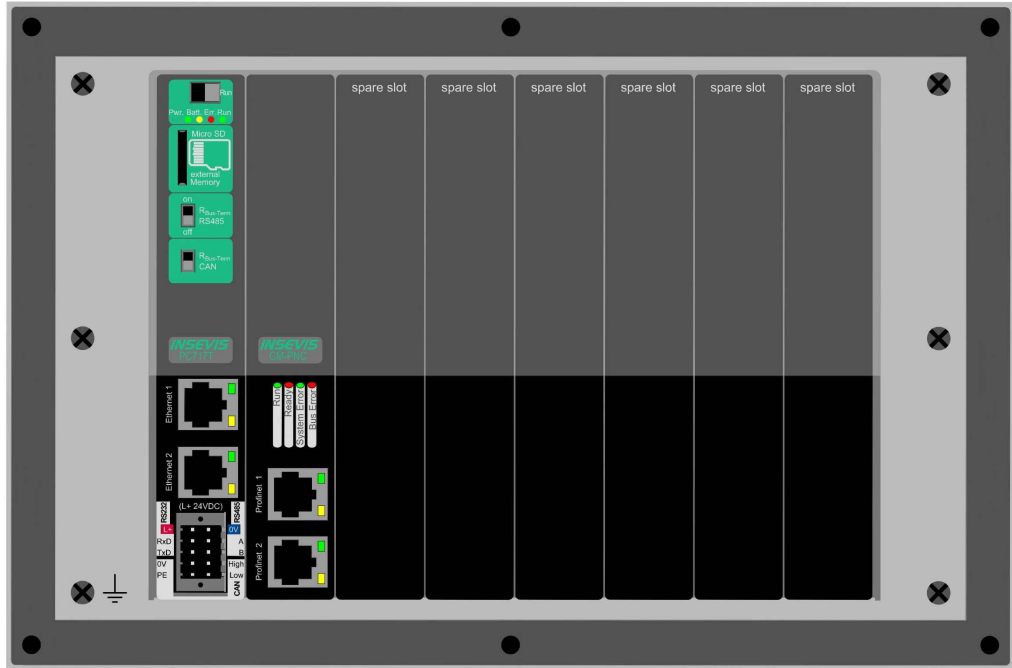 Run
Pwr. Batt. Err. Run
Micro SD
external
Memory
on
RBus-Term
RS485
off
RBus-Term
CAN
INSEVIS
PC717T
Ethernet 1
Ethernet 2
(L+ 24VDC)
RS232
RS485
L+
0V
RxD
A
TxD
B
0V
High
PE
Low
CAN
INSEVIS
CM-PNC
Run
Ready
System Error
Bus Error
Profinet 1
Profinet 2
spare slot
spare slot
spare slot
spare slot
spare slot
spare slot